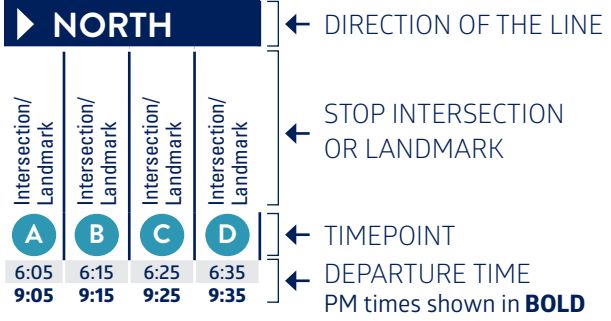 NORTH
DIRECTION OF THE LINE
Intersection/
Landmark
Intersection/
Landmark
Intersection/
Landmark
Intersection/
Landmark
STOP INTERSECTION
OR LANDMARK
A B C D
TIMEPOINT
6:05 6:15 6:25 6:35
9:05 9:15 9:25 9:35
DEPARTURE TIME
PM times shown in BOLD